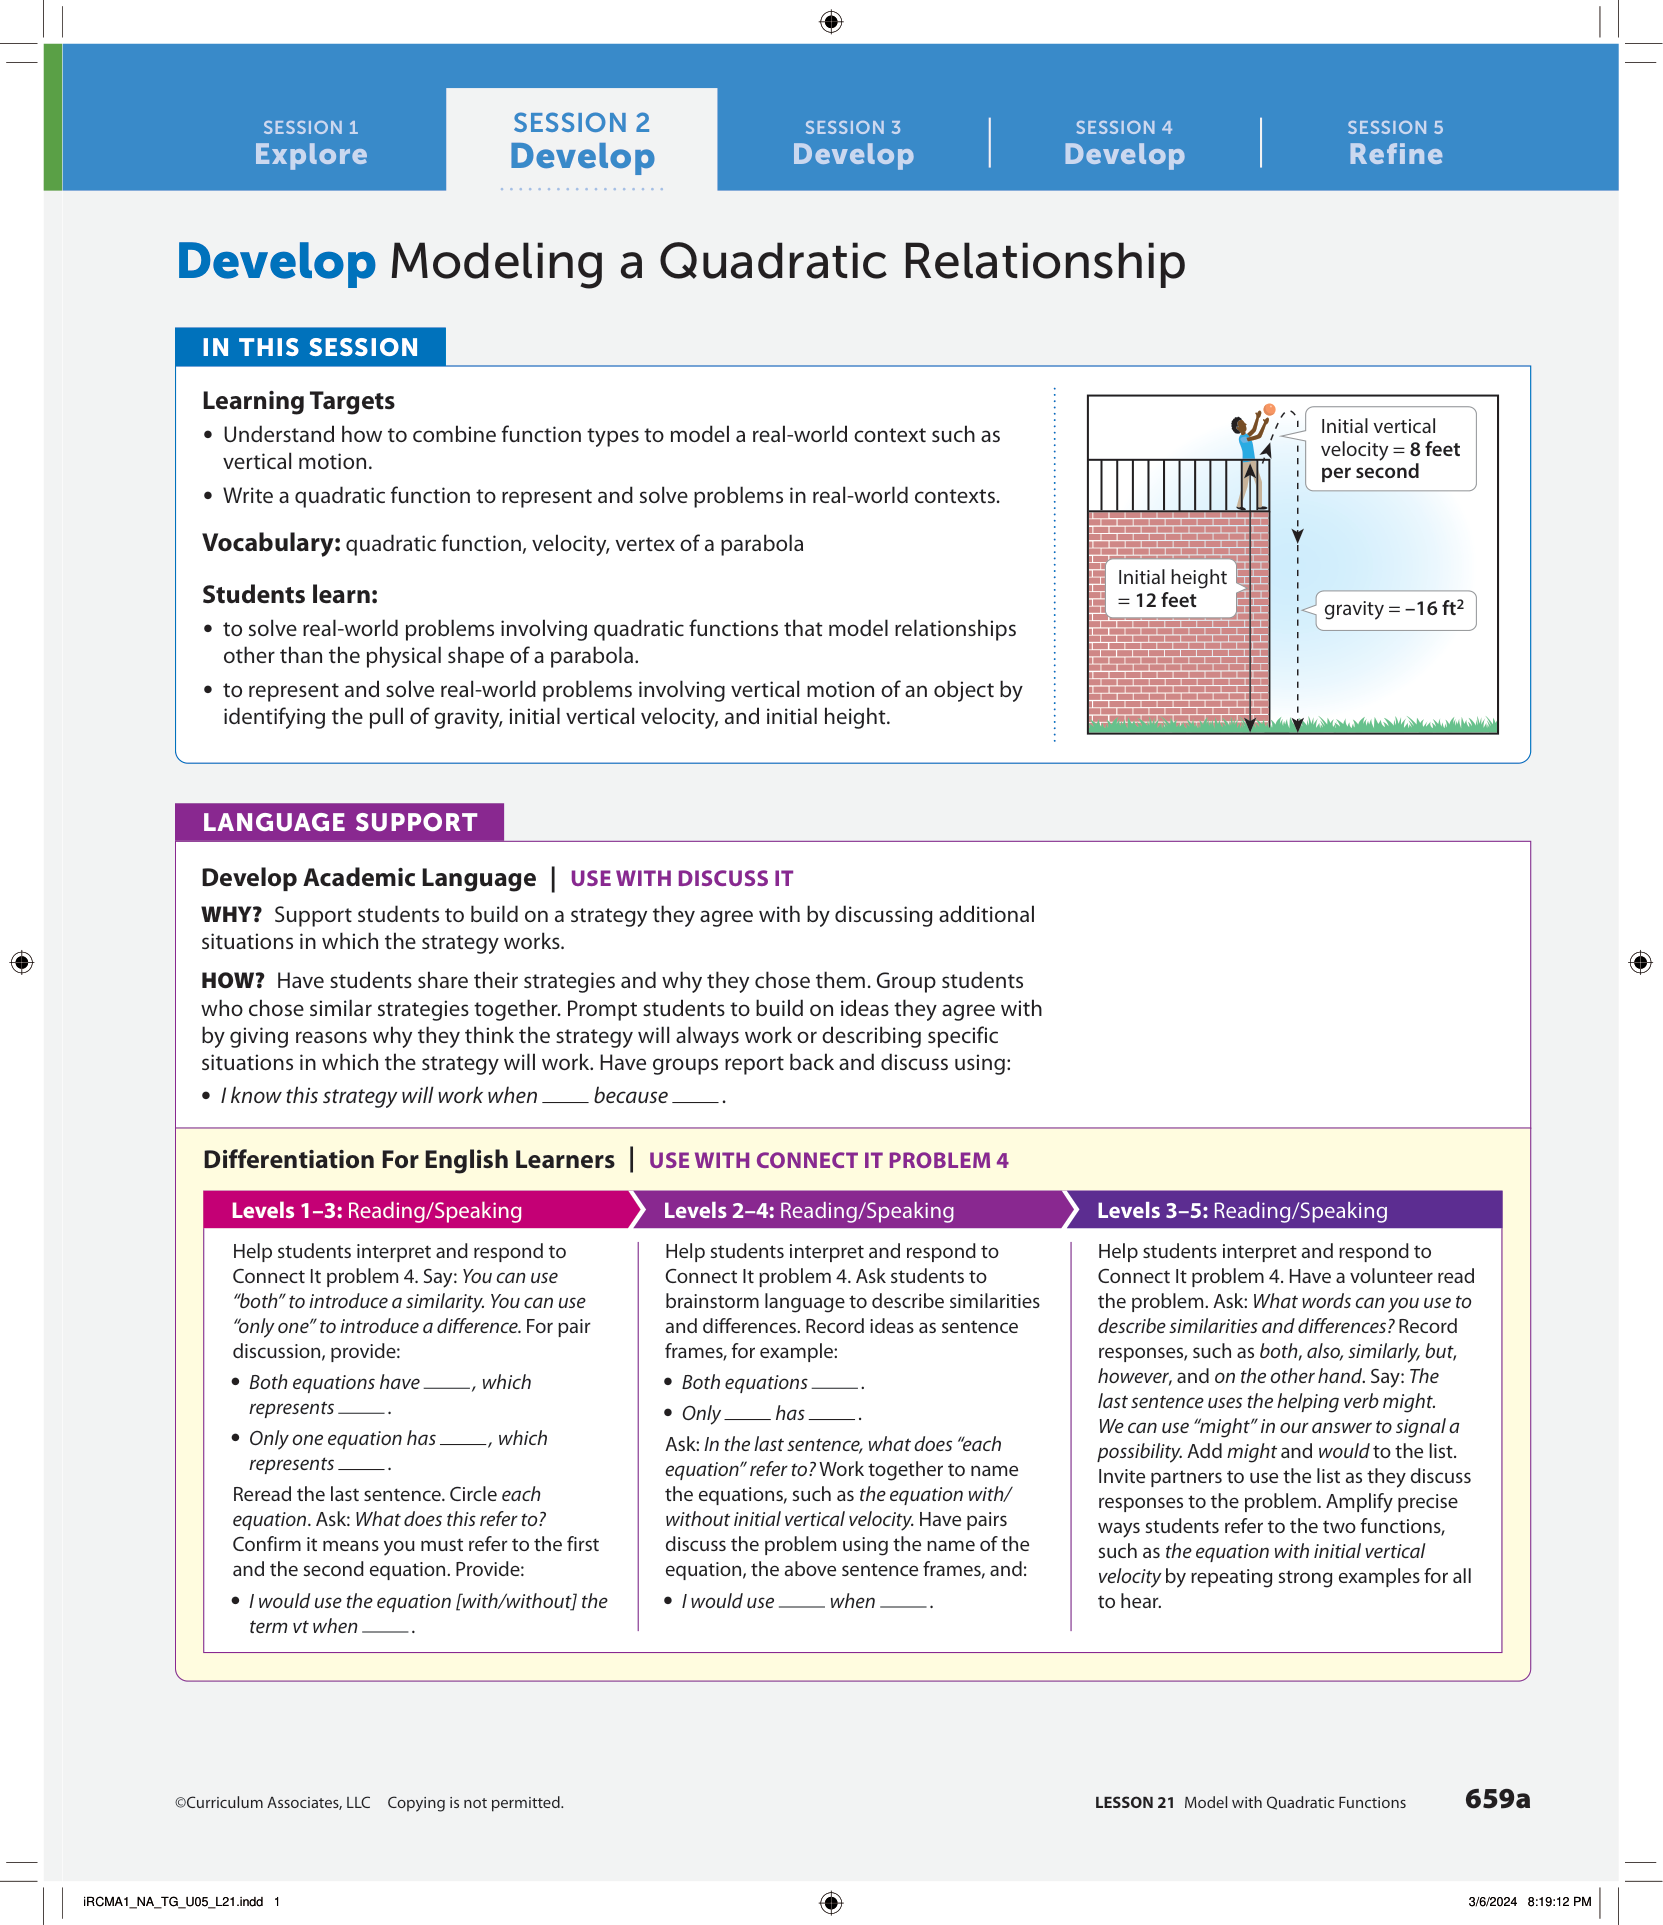 SESSION 1
Explore
SESSION 2
Develop
SESSION 3
Develop
SESSION 4
Develop
SESSION 5
Refine
Develop Modeling a Quadratic Relationship
IN THIS SESSION
Learning Targets
• Understand how to combine function types to model a real-world context such as
vertical motion.
• Write a quadratic function to represent and solve problems in real-world contexts.
Vocabulary: quadratic function, velocity, vertex of a parabola
Students learn:
• to solve real-world problems involving quadratic functions that model relationships
other than the physical shape of a parabola.
• to represent and solve real-world problems involving vertical motion of an object by
identifying the pull of gravity, initial vertical velocity, and initial height.
Initial vertical
velocity = 8 feet
per second
Initial height
= 12 feet
gravity = –16 ft²
LANGUAGE SUPPORT
Develop Academic Language | USE WITH DISCUSS IT
WHY? Support students to build on a strategy they agree with by discussing additional
situations in which the strategy works.
HOW? Have students share their strategies and why they chose them. Group students
who chose similar strategies together. Prompt students to build on ideas they agree with
by giving reasons why they think the strategy will always work or describing specific
situations in which the strategy will work. Have groups report back and discuss using:
• I know this strategy will work when ____ because ____ .
Differentiation For English Learners | USE WITH CONNECT IT PROBLEM 4
Levels 1–3: Reading/Speaking
Help students interpret and respond to
Connect It problem 4. Say: You can use
“both” to introduce a similarity. You can use
“only one” to introduce a difference. For pair
discussion, provide:
• Both equations have ____ , which
represents ____ .
• Only one equation has ____ , which
represents ____ .
Reread the last sentence. Circle each
equation. Ask: What does this refer to?
Confirm it means you must refer to the first
and the second equation. Provide:
• I would use the equation [with/without] the
term vt when ____ .
Levels 2–4: Reading/Speaking
Help students interpret and respond to
Connect It problem 4. Ask students to
brainstorm language to describe similarities
and differences. Record ideas as sentence
frames, for example:
• Both equations ____ .
• Only ____ has ____ .
Ask: In the last sentence, what does “each
equation” refer to? Work together to name
the equations, such as the equation with/
without initial vertical velocity. Have pairs
discuss the problem using the name of the
equation, the above sentence frames, and:
• I would use ____ when ____ .
Levels 3–5: Reading/Speaking
Help students interpret and respond to
Connect It problem 4. Have a volunteer read
the problem. Ask: What words can you use to
describe similarities and differences? Record
responses, such as both, also, similarly, but,
however, and on the other hand. Say: The
last sentence uses the helping verb might.
We can use “might” in our answer to signal a
possibility. Add might and would to the list.
Invite partners to use the list as they discuss
responses to the problem. Amplify precise
ways students refer to the two functions,
such as the equation with initial vertical
velocity by repeating strong examples for all
to hear.
©Curriculum Associates, LLC Copying is not permitted.
LESSON 21 Model with Quadratic Functions 659a
iRCMA1_NA_TG_U05_L21.indd 1
3/6/2024 8:19:12 PM